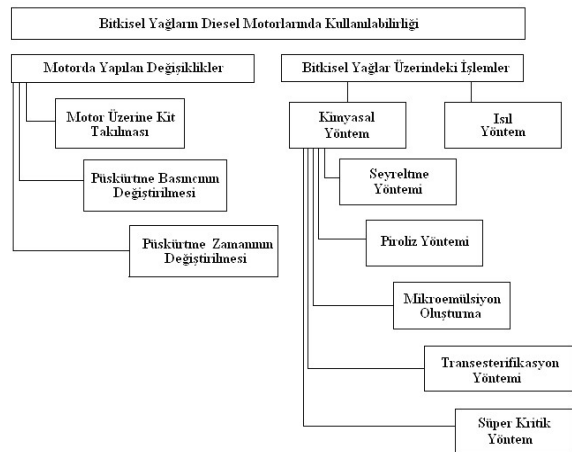 Bitkisel Yağların Diesel Motorlarında Kullanılabilirliği
Motorda Yapılan Değişiklikler
Bitkisel Yağlar Üzerindeki İşlemler
Motor Üzerine Kit
Takılması
Kimyasal
Yöntem
Isıl
Yöntem
Püskürtme Basıncının
Değiştirilmesi
Seyreltme
Yöntemi
Püskürtme Zamanının
Değiştirilmesi
Piroliz Yöntemi
Mikroemülsiyon
Oluşturma
Transesterifikasyon
Yöntemi
Süper Kritik
Yöntem